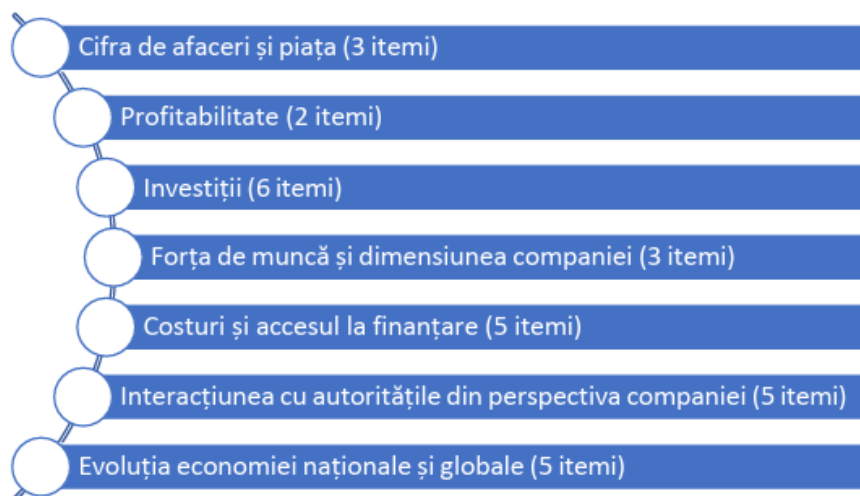 Cifra de afaceri și piața (3 itemi)
Profitabilitate (2 itemi)
Investiții (6 itemi)
Forța de muncă și dimensiunea companiei (3 itemi)
Costuri și accesul la finanțare (5 itemi)
Interacțiunea cu autoritățile din perspectiva companiei (5 itemi)
Evoluția economiei naționale și globale (5 itemi)